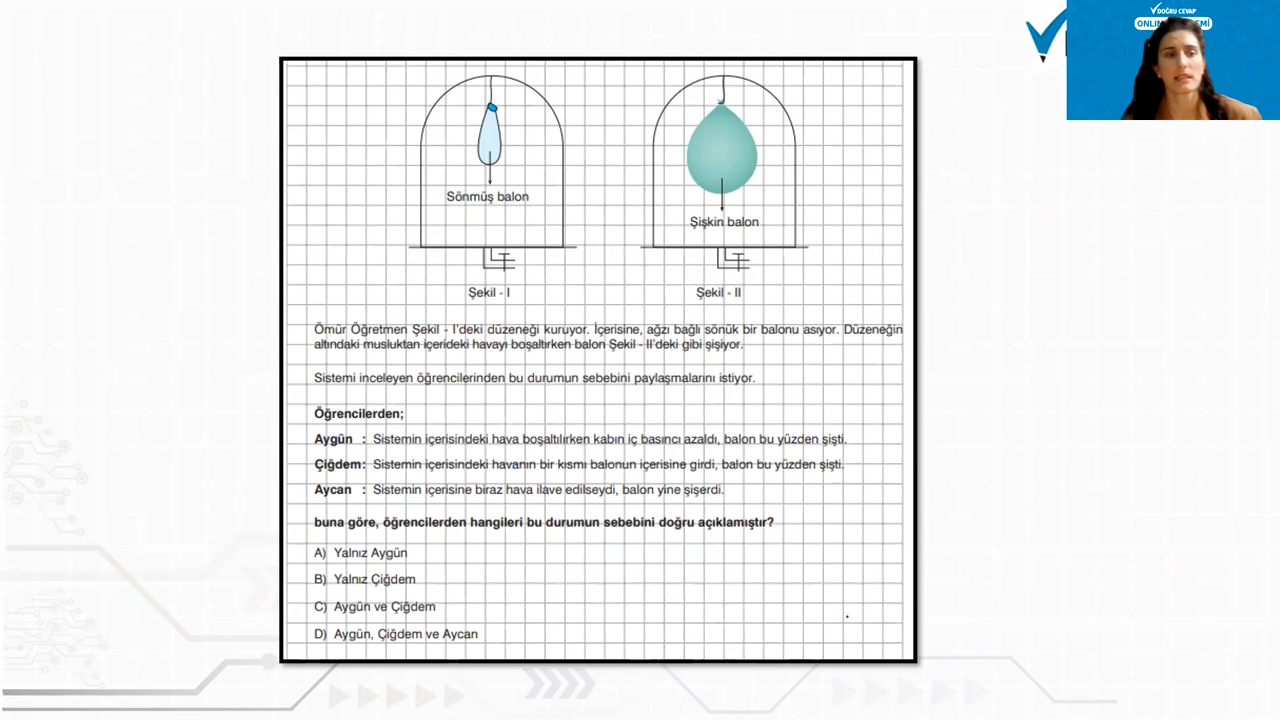 DOĞRU CEVAP
Sönmüş balon
Şişkin balon
Şekil - I
Şekil - II
Ömür Öğretmen Şekil - I'deki düzeneği kuruyor. İçerisine, ağzı bağlı sönük bir balonu asıyor. Düzeneğin
altındaki musluktan içerideki havayı boşaltırken balon Şekil - II'deki gibi şişiyor.
Sistemi inceleyen öğrencilerinden bu durumun sebebini paylaşmalarını istiyor.
Öğrencilerden;
Aygün : Sistemin içerisindeki hava boşaltılırken kabın iç basıncı azaldı, balon bu yüzden şişti.
Çiğdem: Sistemin içerisindeki havanın bir kısmı balonun içerisine girdi, balon bu yüzden şişti.
Aycan : Sistemin içerisine biraz hava ilave edilseydi, balon yine şişerdi.
buna göre, öğrencilerden hangileri bu durumun sebebini doğru açıklamıştır?
A) Yalnız Aygün
B) Yalnız Çiğdem
C) Aygün ve Çiğdem
D) Aygün, Çiğdem ve Aycan